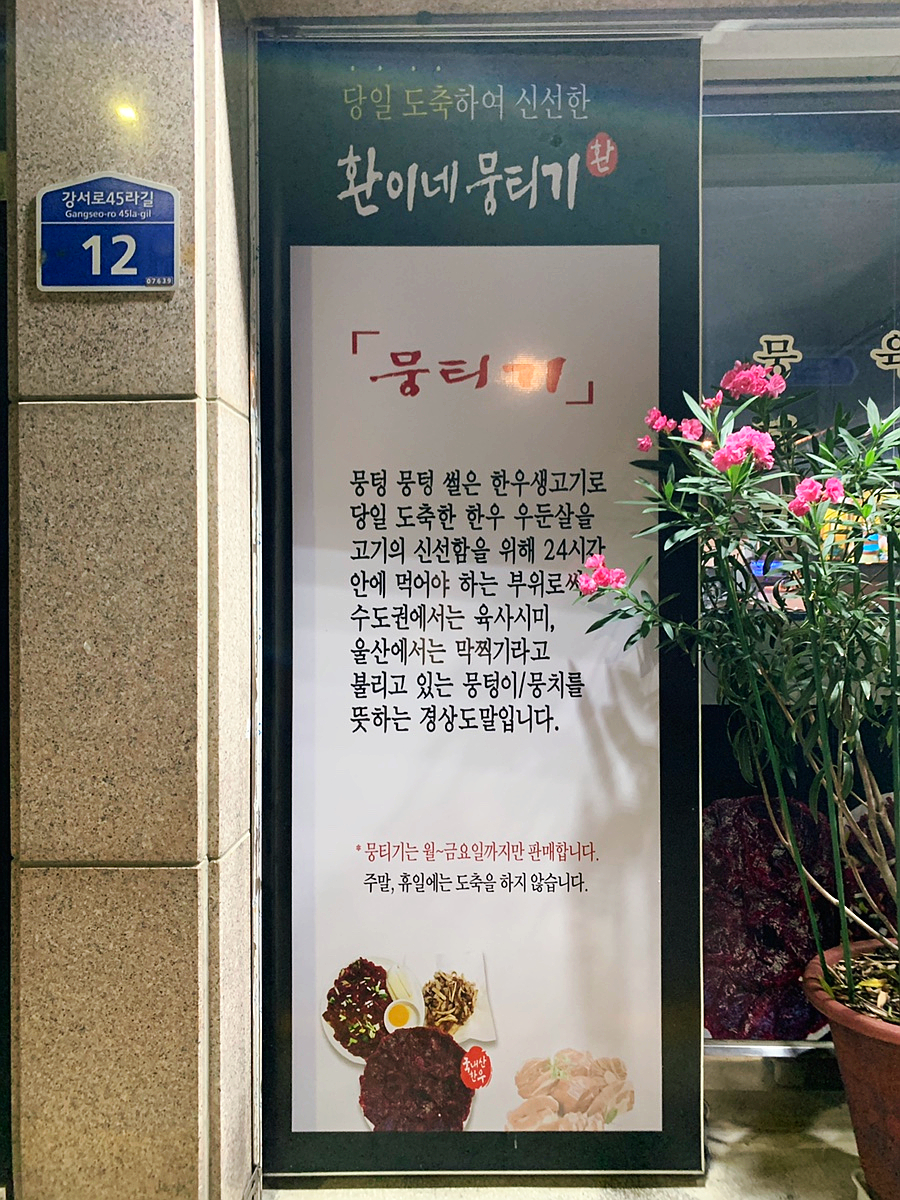 강서로45라길
Gangseo-ro 45la-gil
12
07639
당일 도축하여 신선한
환이네 뭉티기
환
「뭉티기」
뭉텅 뭉텅 썰은 한우생고기로
당일 도축한 한우 우둔살을
고기의 신선함을 위해 24시간
안에 먹어야 하는 부위로써
수도권에서는 육사시미,
울산에서는 막찍기라고
불리고 있는 뭉텅이/뭉치를
뜻하는 경상도말입니다.
* 뭉티기는 월~금요일까지만 판매합니다.
주말, 휴일에는 도축을 하지 않습니다.
국내산
한우
뭉
육